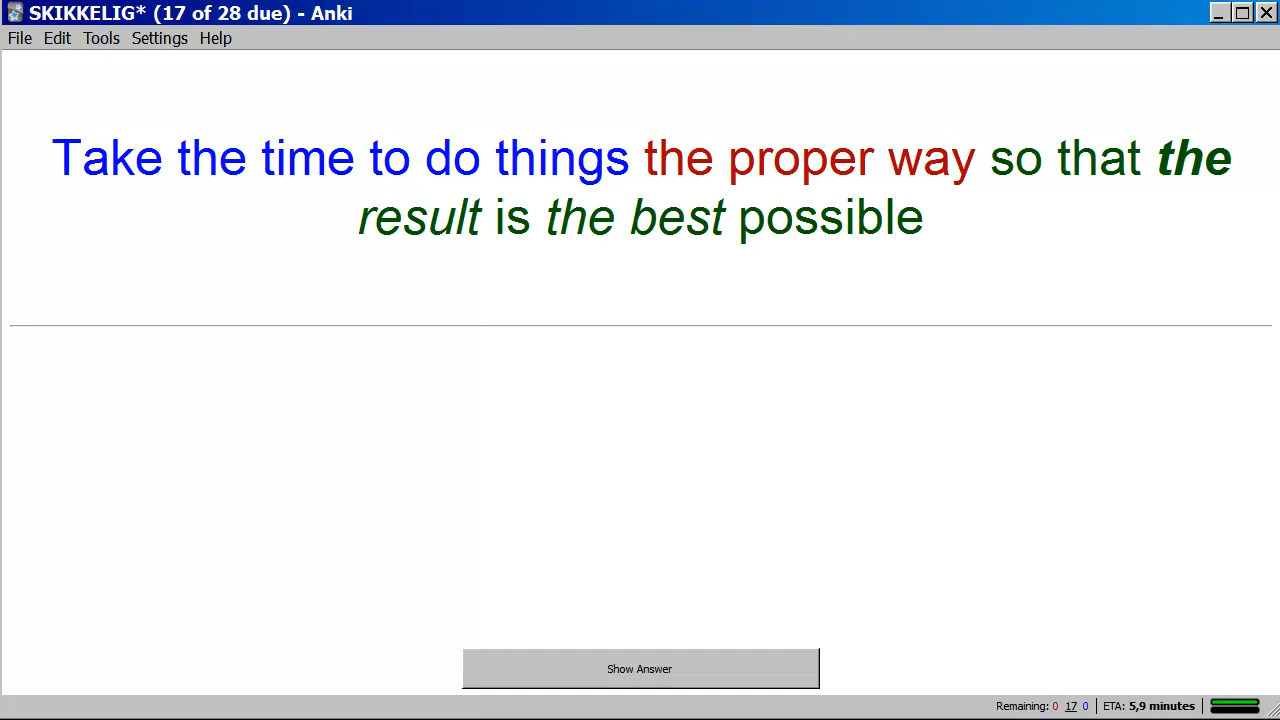 SKIKKELIG* (17 of 28 due) - Anki
File Edit Tools Settings Help
Take the time to do things the proper way so that the
result is the best possible
Show Answer
Remaining: 0 17 0 ETA: 5,9 minutes